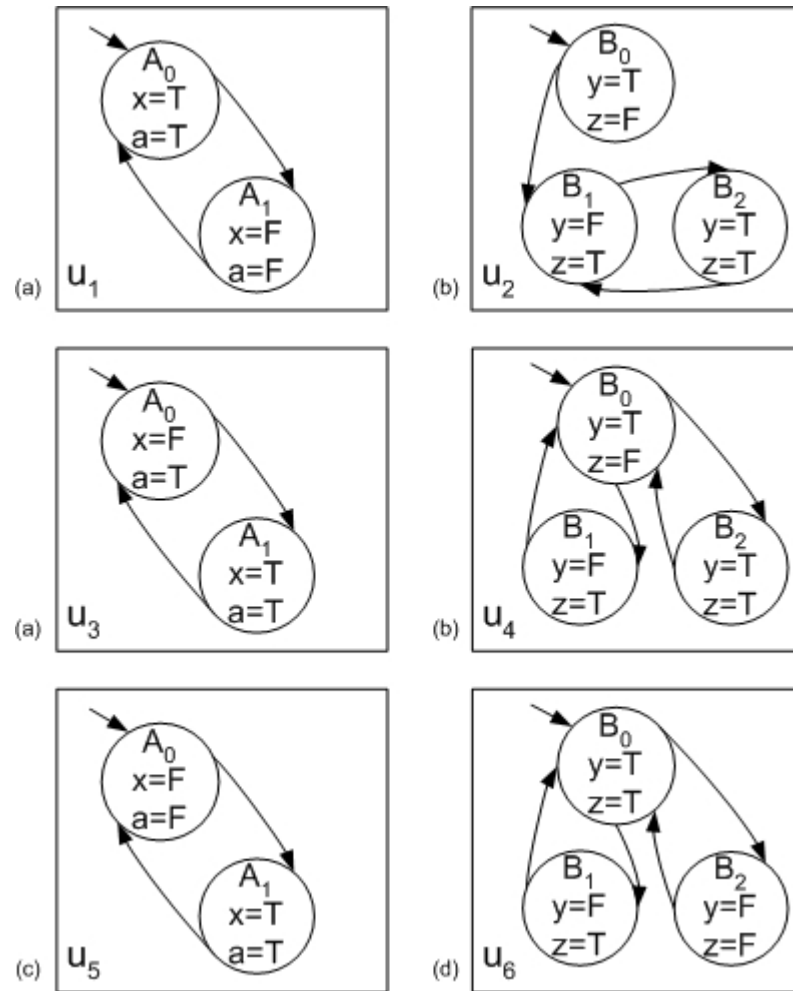 A0
x=T
a=T
A1
x=F
a=F
(a) u1
B0
y=T
z=F
B1
y=F
z=T
B2
y=T
z=T
(b) u2
A0
x=F
a=T
A1
x=T
a=T
(a) u3
B0
y=T
z=F
B1
y=F
z=T
B2
y=T
z=T
(b) u4
A0
x=F
a=F
A1
x=T
a=T
(c) u5
B0
y=T
z=T
B1
y=F
z=T
B2
y=F
z=F
(d) u6